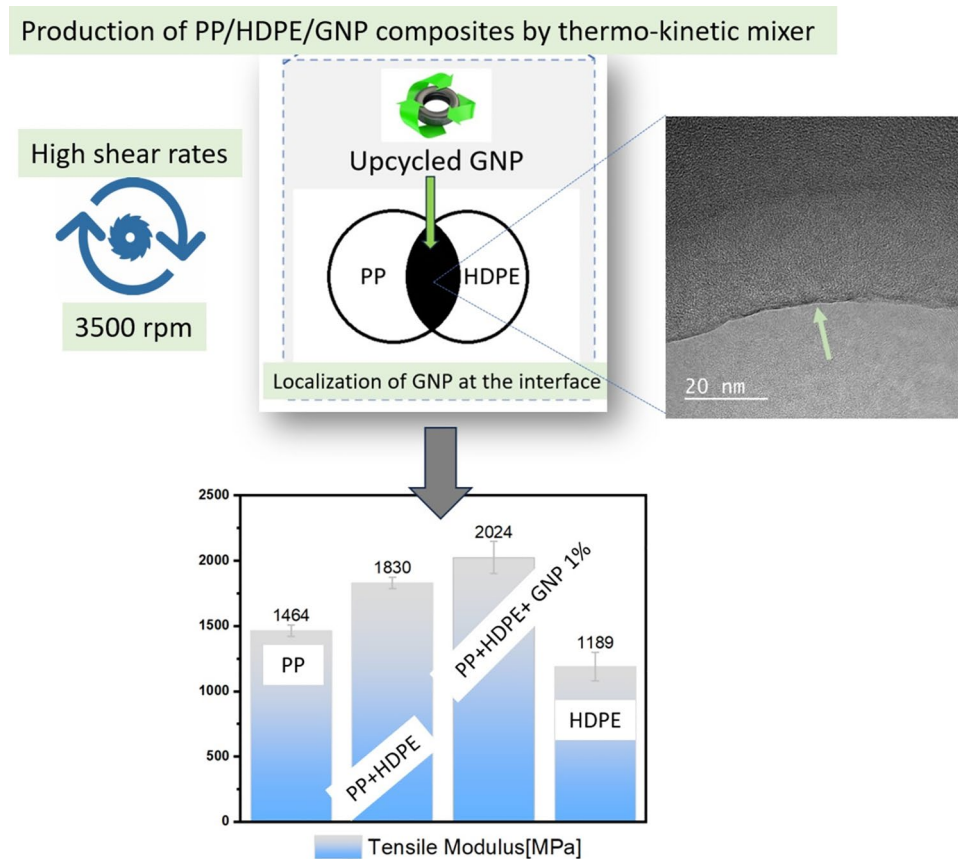 Production of PP/HDPE/GNP composites by thermo-kinetic mixer
High shear rates
3500 rpm
Upcycled GNP
PP
HDPE
Localization of GNP at the interface
20 nm
2500
2000
1500
1000
500
0
1464
1830
2024
1189
PP
PP+HDPE
PP+HDPE+ GNP 1%
HDPE
Tensile Modulus[MPa]